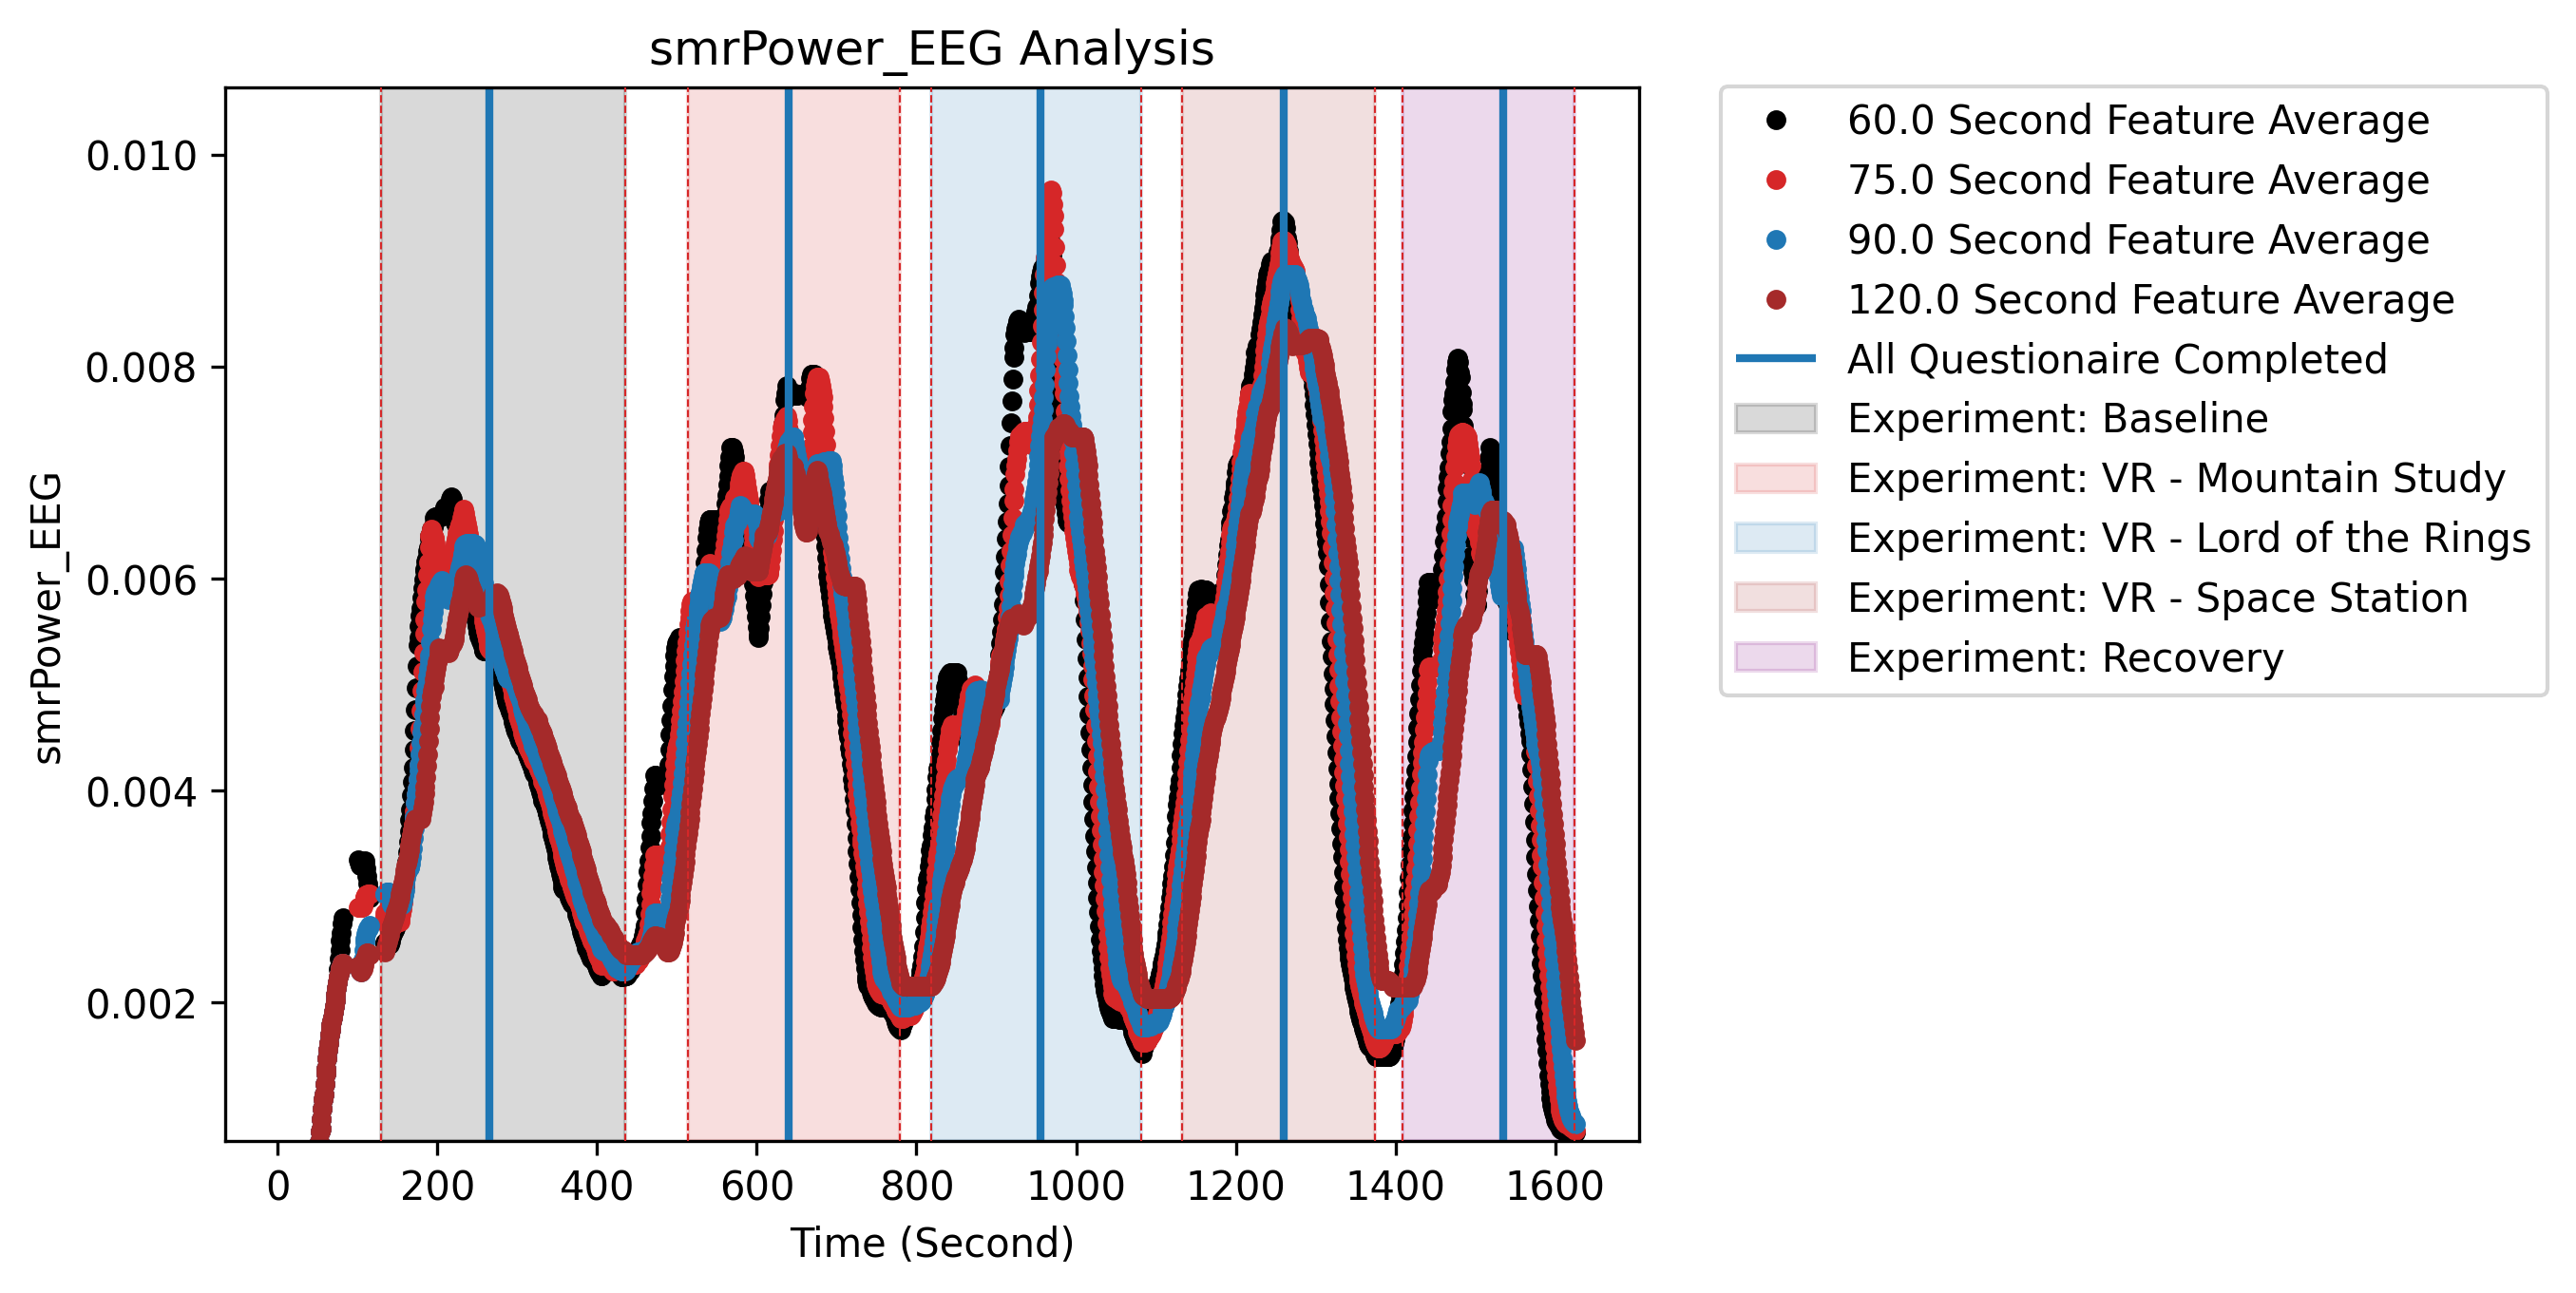 smrPower_EEG Analysis
smrPower_EEG
0.010
0.008
0.006
0.004
0.002
0 200 400 600 800 1000 1200 1400 1600
Time (Second)
60.0 Second Feature Average
75.0 Second Feature Average
90.0 Second Feature Average
120.0 Second Feature Average
All Questionaire Completed
Experiment: Baseline
Experiment: VR - Mountain Study
Experiment: VR - Lord of the Rings
Experiment: VR - Space Station
Experiment: Recovery